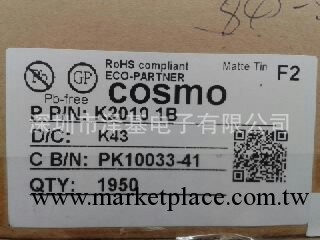 RoHS compliant
ECO-PARTNER
Matte Tin
F2
Pb
GP
Pb-free
cosmo
P P/N: K2010 1B
D/C: K43
C B/N: PK10033-41
QTY: 1950
www.marketplace.com.tw